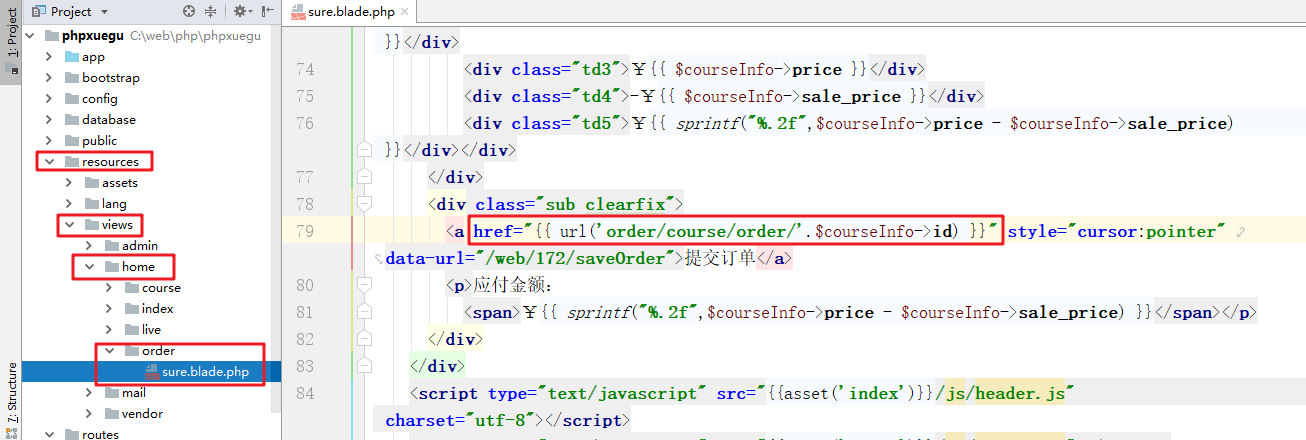 1: Project
Project
phpxuegu C:\web\php\phpxuegu
app
bootstrap
config
database
public
resources
assets
lang
views
admin
home
course
index
live
order
sure.blade.php
mail
vendor
routes
Z: Structure
sure.blade.php
}}</div>
74 <div class="td3">¥{{ $courseInfo->price }}</div>
75 <div class="td4">-¥{{ $courseInfo->sale_price }}</div>
76 <div class="td5">¥{{ sprintf("%.2f",$courseInfo->price - $courseInfo->sale_price)
}}</div></div>
77 </div>
78 <div class="sub clearfix">
79 <a href="{{ url('order/course/order/'.$courseInfo->id) }}" style="cursor:pointer"
data-url="/web/172/saveOrder">提交订单</a>
80 <p>应付金额:
81 <span>¥{{ sprintf("%.2f",$courseInfo->price - $courseInfo->sale_price) }}</span></p>
82 </div>
83 </div>
84 <script type="text/javascript" src="{{asset('index')}}/js/header.js"
charset="utf-8"></script>